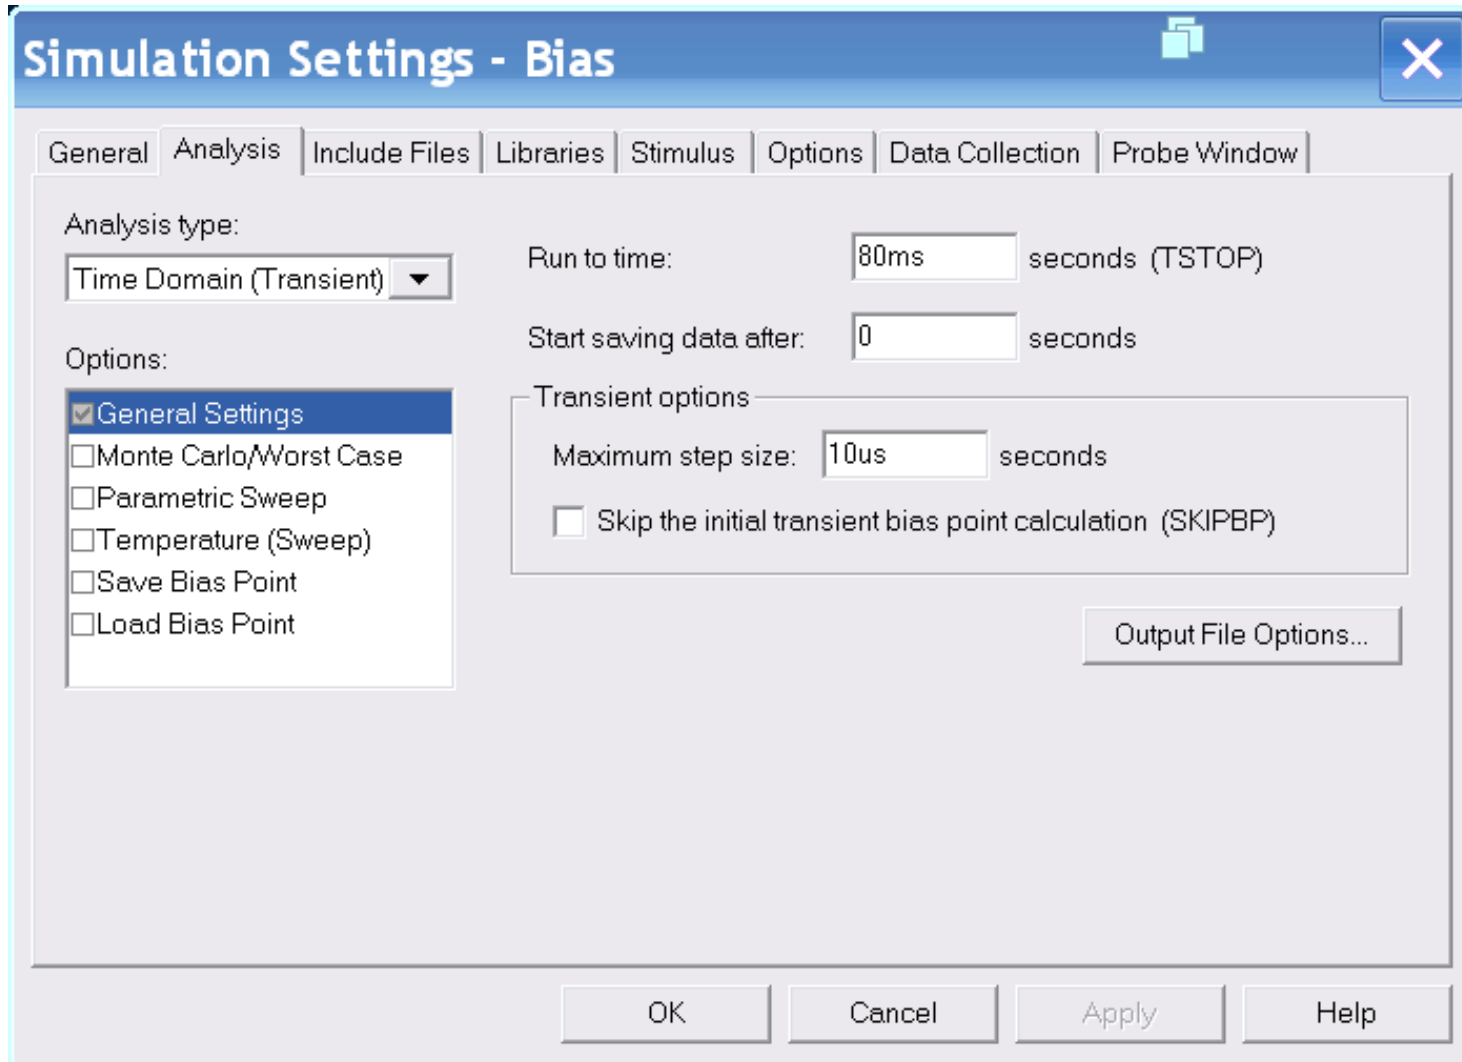 Simulation Settings - Bias
General Analysis Include Files Libraries Stimulus Options Data Collection Probe Window
Analysis type:
Time Domain (Transient)
Options:
General Settings
Monte Carlo/Worst Case
Parametric Sweep
Temperature (Sweep)
Save Bias Point
Load Bias Point
Run to time: 80ms seconds (TSTOP)
Start saving data after: 0 seconds
Transient options
Maximum step size: 10us seconds
Skip the initial transient bias point calculation (SKIPBP)
Output File Options...
OK Cancel Apply Help